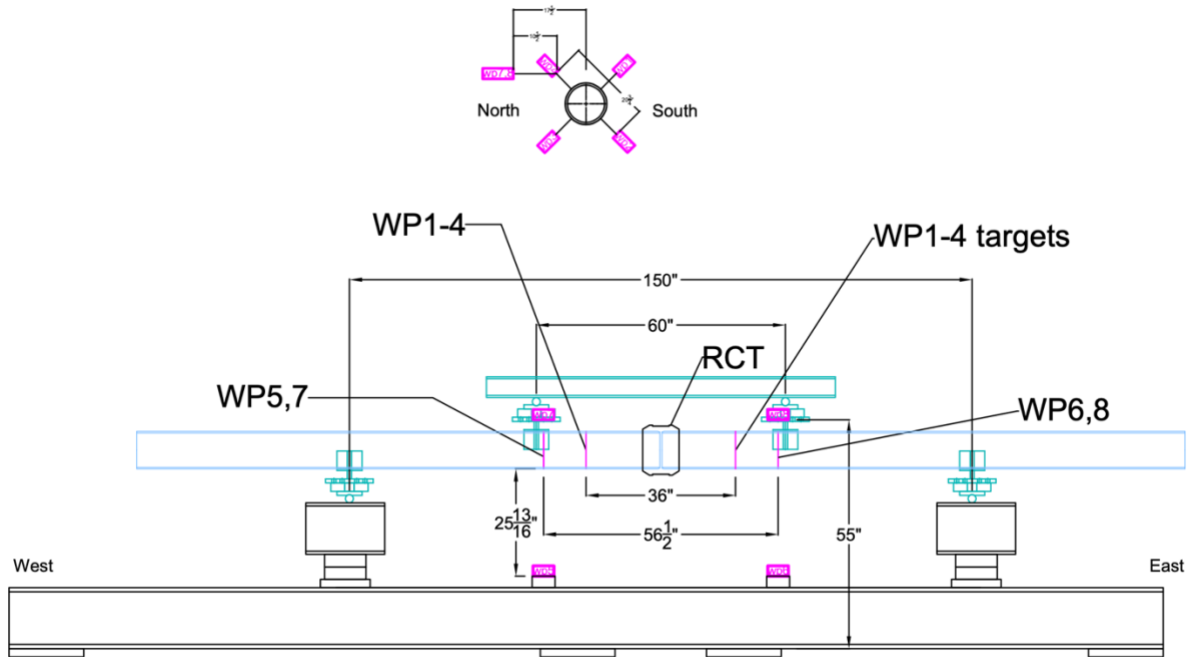 North
South
WP1-4
WP1-4 targets
150"
60"
RCT
WP5,7
WP6,8
36"
25 13/16"
56 1/2"
55"
West
East